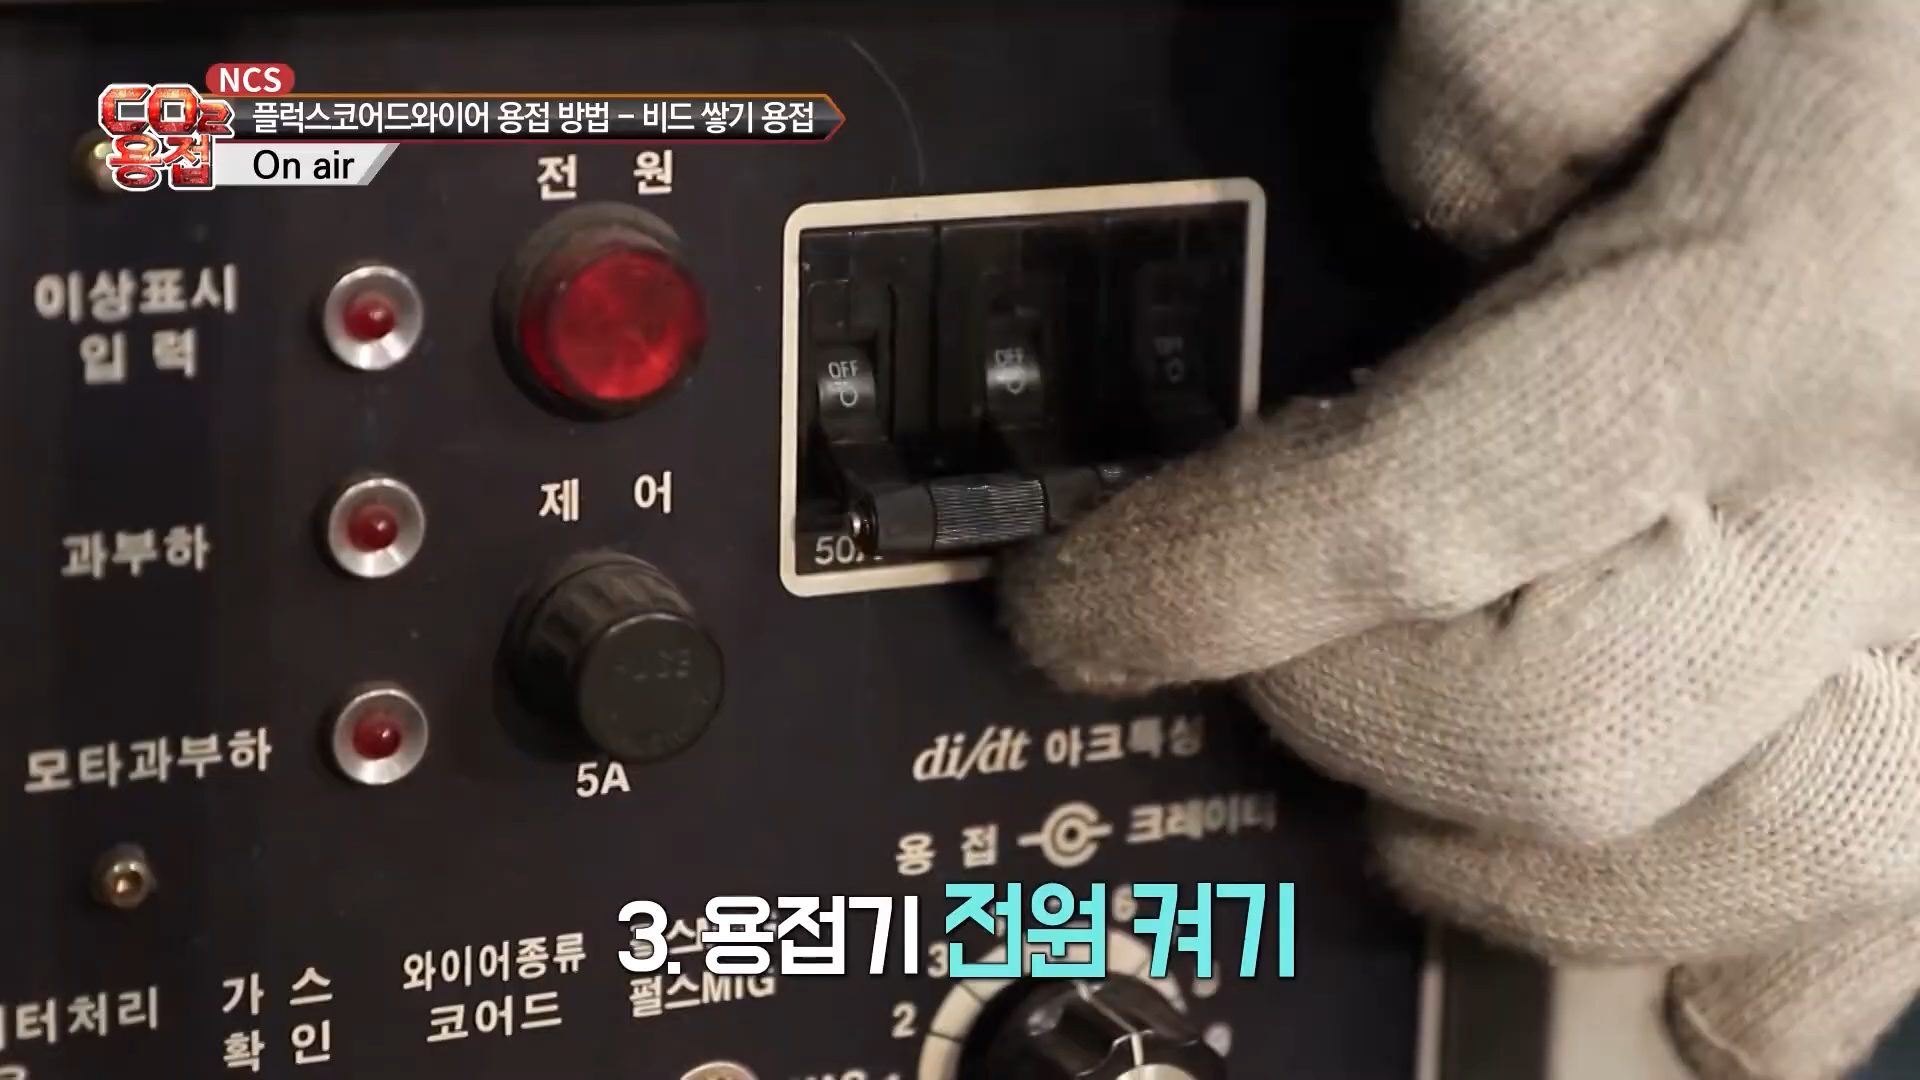 NCS
CO2 용접
플럭스코어드와이어 용접 방법 - 비드 쌓기 용접
On air
전 원
이상표시
입 력
OFF
OFF
제 어
과부하
50A
FUSE
모타과부하
5A
di/dt 아크특성
용 접
크레이터
3. 용접기 전원 켜기
6
3
와이어종류
코어드
펄스MIG
가 스
확 인
터처리
2